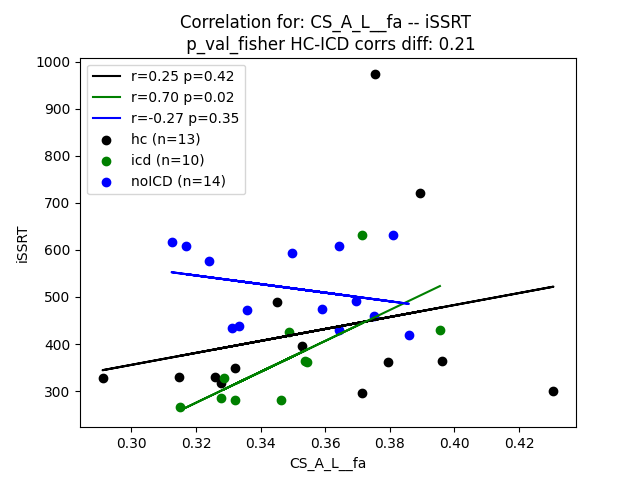 Correlation for: CS_A_L__fa -- iSSRT
p_val_fisher HC-ICD corrs diff: 0.21
r=0.25 p=0.42
r=0.70 p=0.02
r=-0.27 p=0.35
hc (n=13)
icd (n=10)
noICD (n=14)
1000
900
800
700
600
500
400
300
iSSRT
0.30 0.32 0.34 0.36 0.38 0.40 0.42
CS_A_L__fa